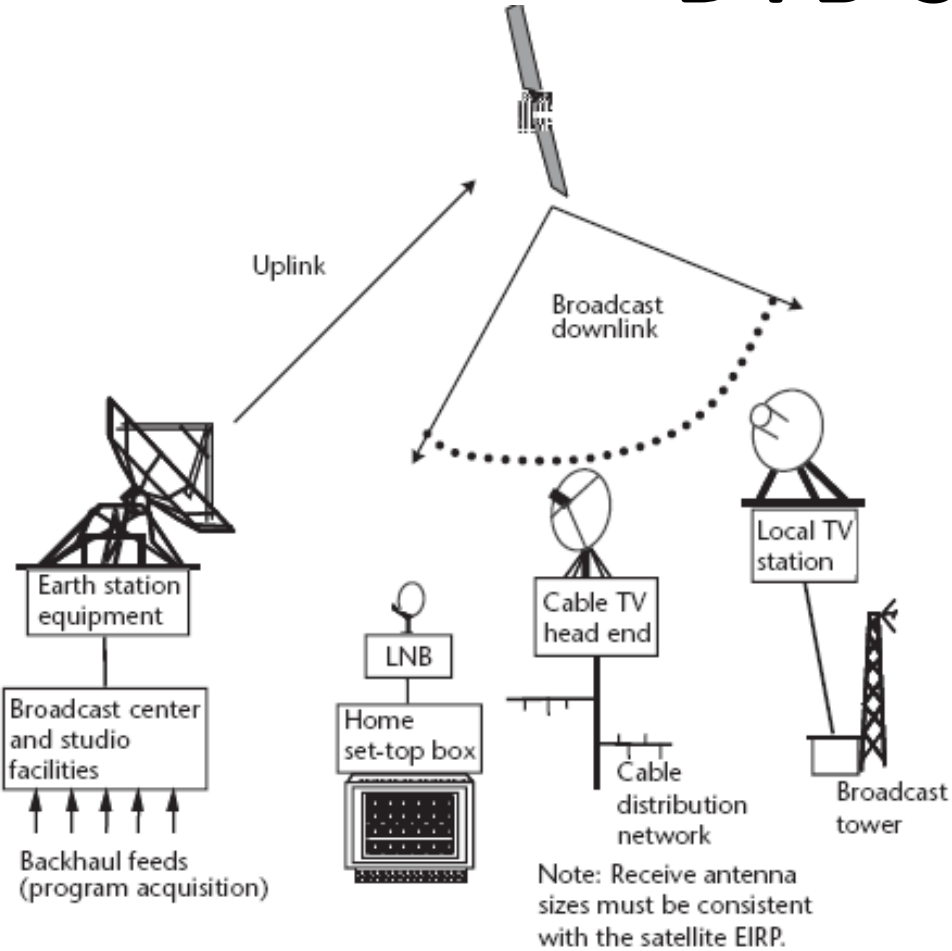 Uplink
Broadcast
downlink
Earth station
equipment
Broadcast center
and studio
facilities
Backhaul feeds
(program acquisition)
LNB
Home
set-top box
Cable TV
head end
Cable
distribution
network
Local TV
station
Broadcast
tower
Note: Receive antenna
sizes must be consistent
with the satellite EIRP.